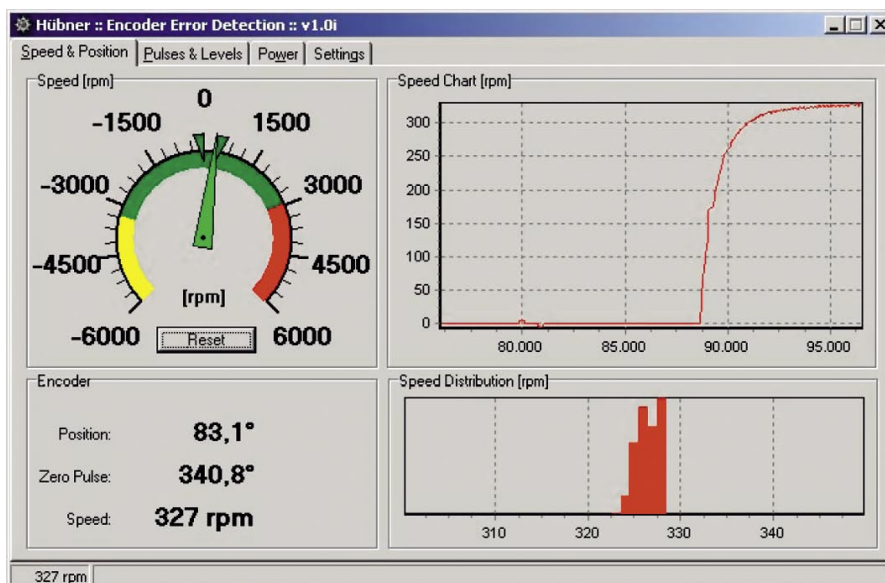 Hübner :: Encoder Error Detection :: v1.0i
Speed & Position Pulses & Levels Power Settings
Speed [rpm]
0
-1500 1500
-3000 3000
-4500 4500
[rpm]
-6000 Reset 6000
Speed Chart [rpm]
300
250
200
150
100
50
0
80.000 85.000 90.000 95.000
Encoder
Position: 83,1°
Zero Pulse: 340,8°
Speed: 327 rpm
Speed Distribution [rpm]
310 320 330 340
327 rpm